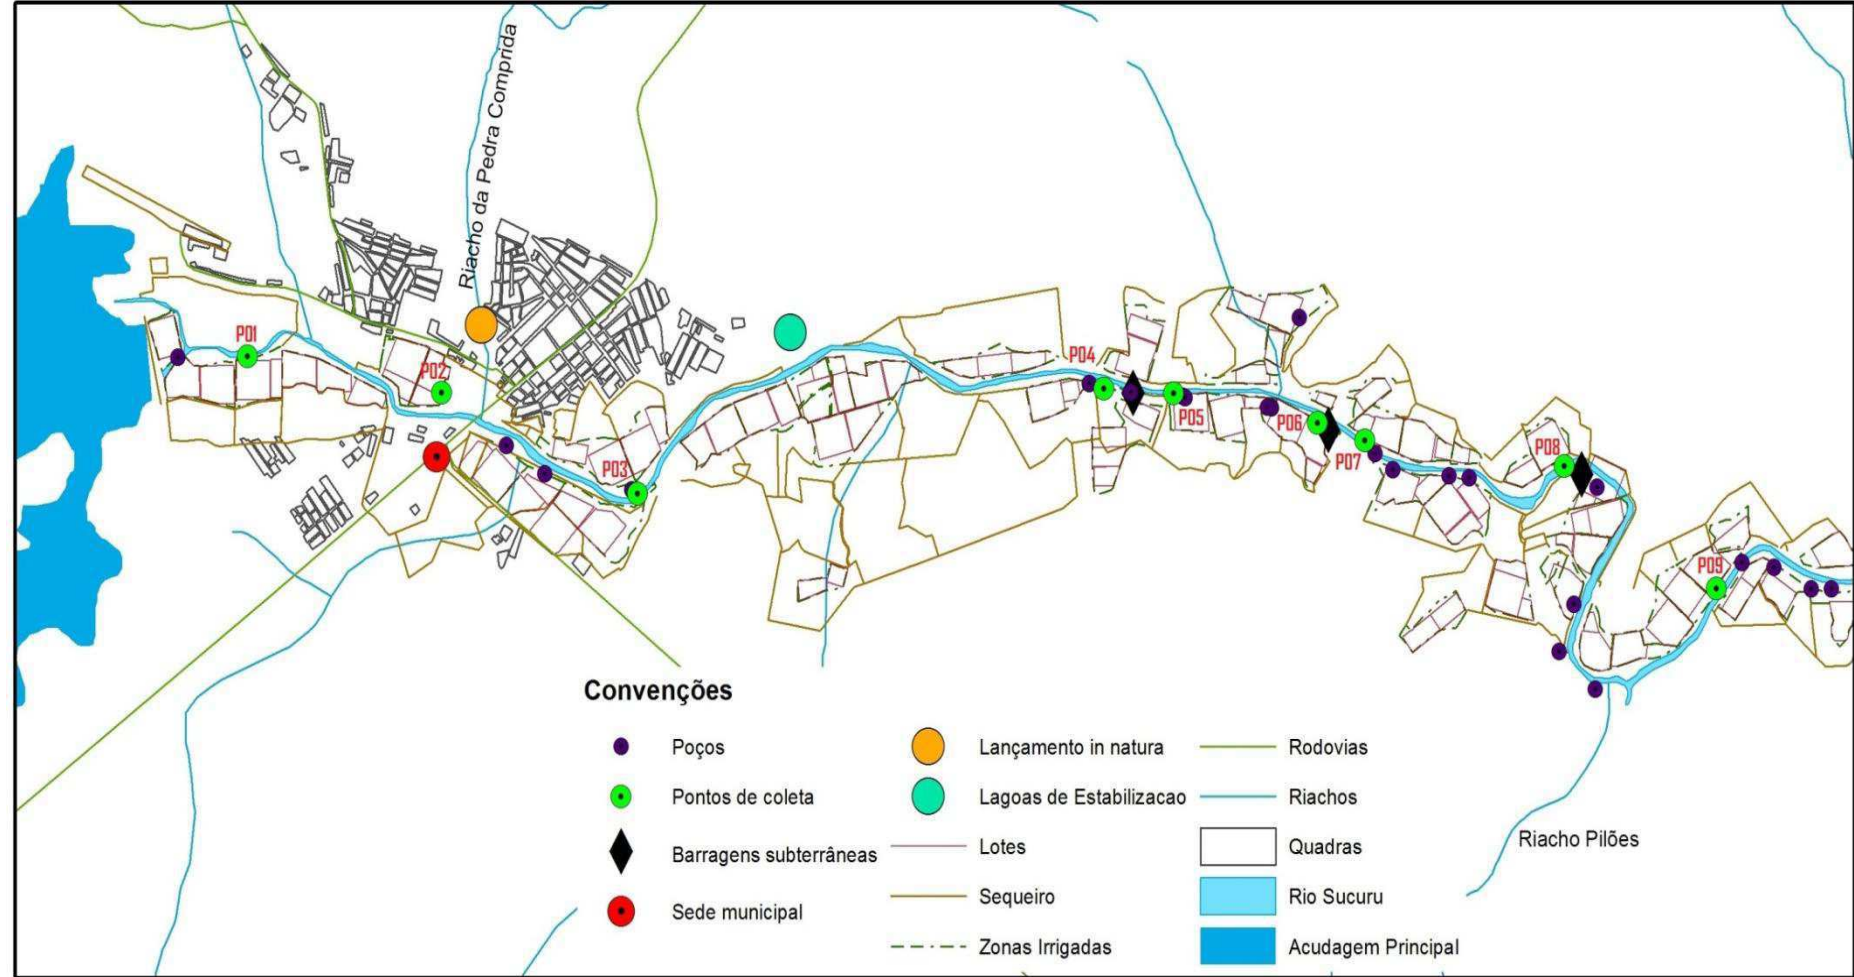 Riacho da Pedra Comprida
P01
P02
P03
P04
P05
P06
P07
P08
P09
Convenções
Poços
Pontos de coleta
Barragens subterrâneas
Sede municipal
Lançamento in natura
Lagoas de Estabilizacao
Lotes
Sequeiro
Zonas Irrigadas
Rodovias
Riachos
Quadras
Rio Sucuru
Acudagem Principal
Riacho Pilões